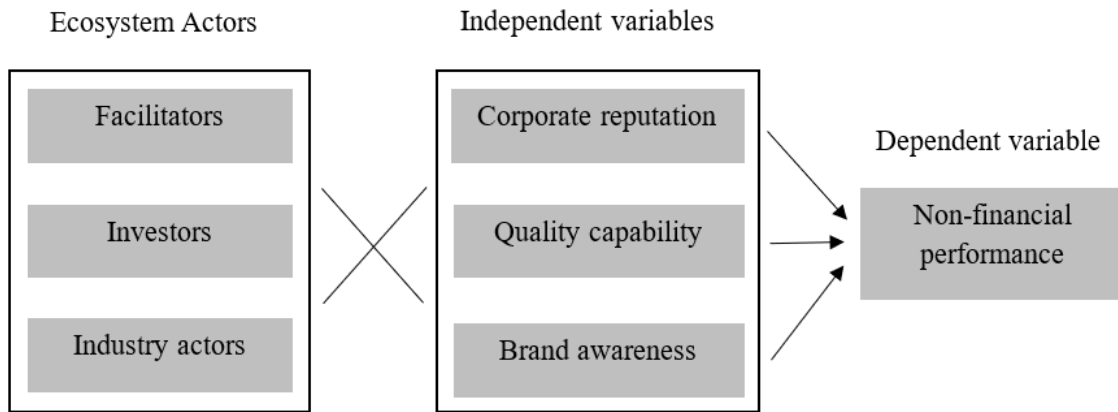 Ecosystem Actors
Facilitators
Investors
Industry actors
Independent variables
Corporate reputation
Quality capability
Brand awareness
Dependent variable
Non-financial
performance